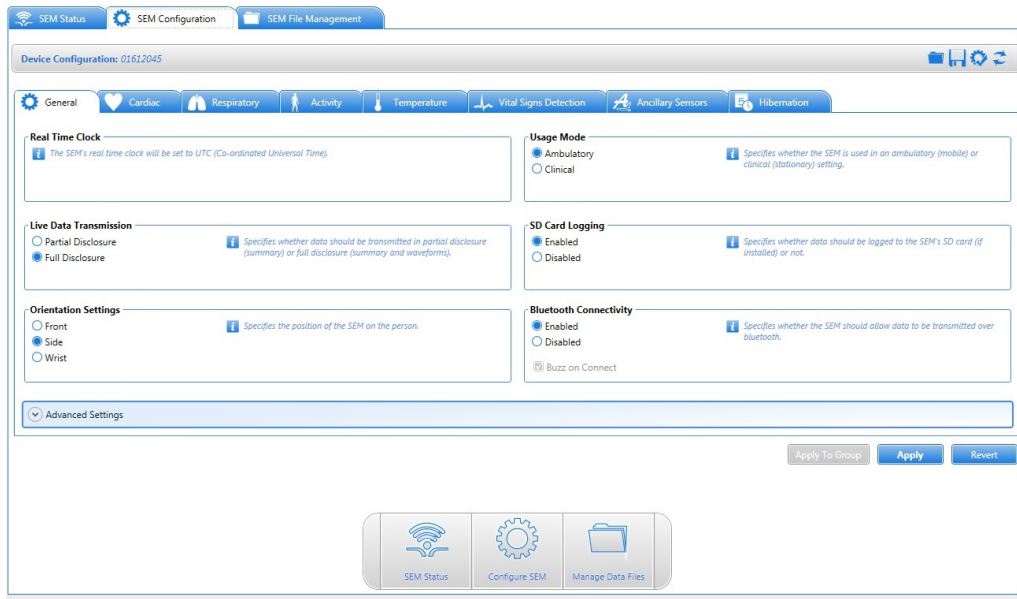 SEM Status
SEM Configuration
SEM File Management
Device Configuration: 01612045
General
Cardiac
Respiratory
Activity
Temperature
Vital Signs Detection
Ancillary Sensors
Hibernation
Real Time Clock
The SEM's real time clock will be set to UTC (Co-ordinated Universal Time).
Usage Mode
Ambulatory
Clinical
Specifies whether the SEM is used in an ambulatory (mobile) or
clinical (stationary) setting.
Live Data Transmission
Partial Disclosure
Full Disclosure
Specifies whether data should be transmitted in partial disclosure
(summary) or full disclosure (summary and waveforms).
SD Card Logging
Enabled
Disabled
Specifies whether data should be logged to the SEM's SD card (if
installed) or not.
Orientation Settings
Front
Side
Wrist
Specifies the position of the SEM on the person.
Bluetooth Connectivity
Enabled
Disabled
Buzz on Connect
Specifies whether the SEM should allow data to be transmitted over
bluetooth.
Advanced Settings
Apply To Group
Apply
Revert
SEM Status
Configure SEM
Manage Data Files